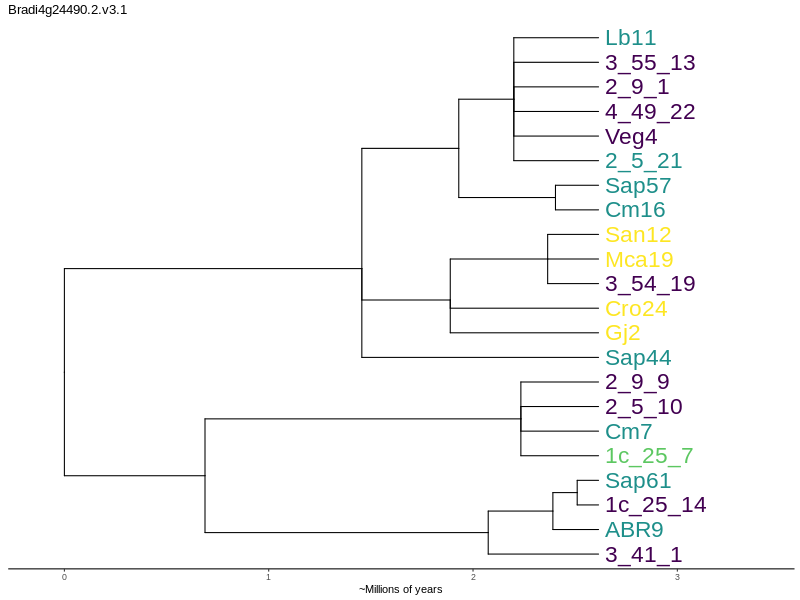 Bradi4g24490.2.v3.1
Lb11
3_55_13
2_9_1
4_49_22
Veg4
2_5_21
Sap57
Cm16
San12
Mca19
3_54_19
Cro24
Gj2
Sap44
2_9_9
2_5_10
Cm7
1c_25_7
Sap61
1c_25_14
ABR9
3_41_1
0 1 2 3
~Millions of years